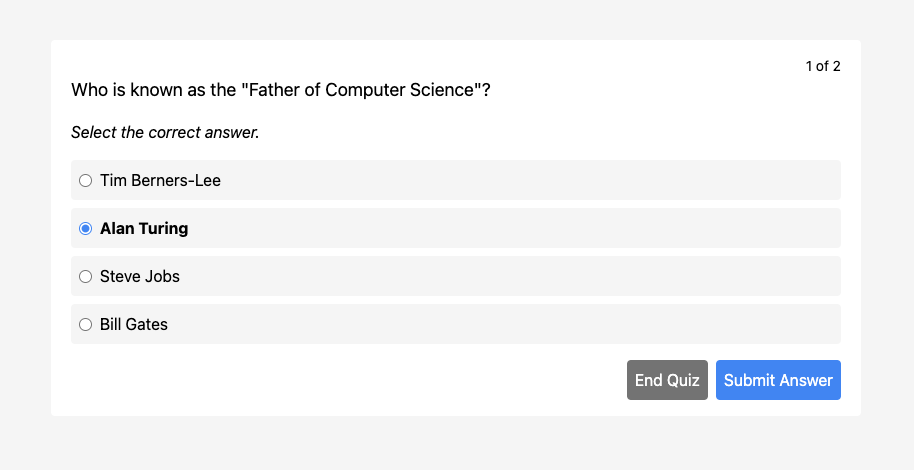 1 of 2
Who is known as the "Father of Computer Science"?
Select the correct answer.
Tim Berners-Lee
Alan Turing
Steve Jobs
Bill Gates
End Quiz
Submit Answer